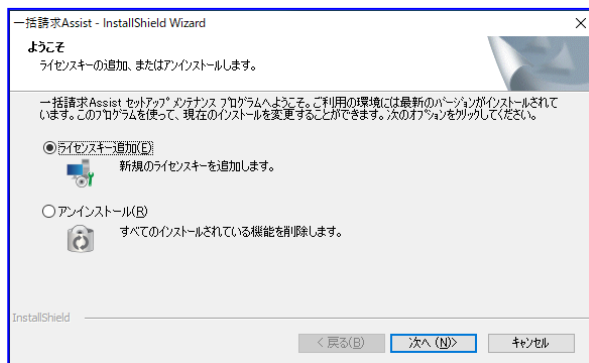 一括請求Assist - InstallShield Wizard
ようこそ
ライセンスキーの追加、またはアンインストールします。
一括請求Assist セットアップ メンテナンス プログラムへようこそ。ご利用の環境には最新のバージョンがインストールされて
います。このプログラムを使って、現在のインストールを変更することができます。次のオプションをクリックしてください。
ライセンスキー追加(E)
新規のライセンスキーを追加します。
アンインストール(R)
すべてのインストールされている機能を削除します。
InstallShield
< 戻る(B)
次へ (N)>
キャンセル